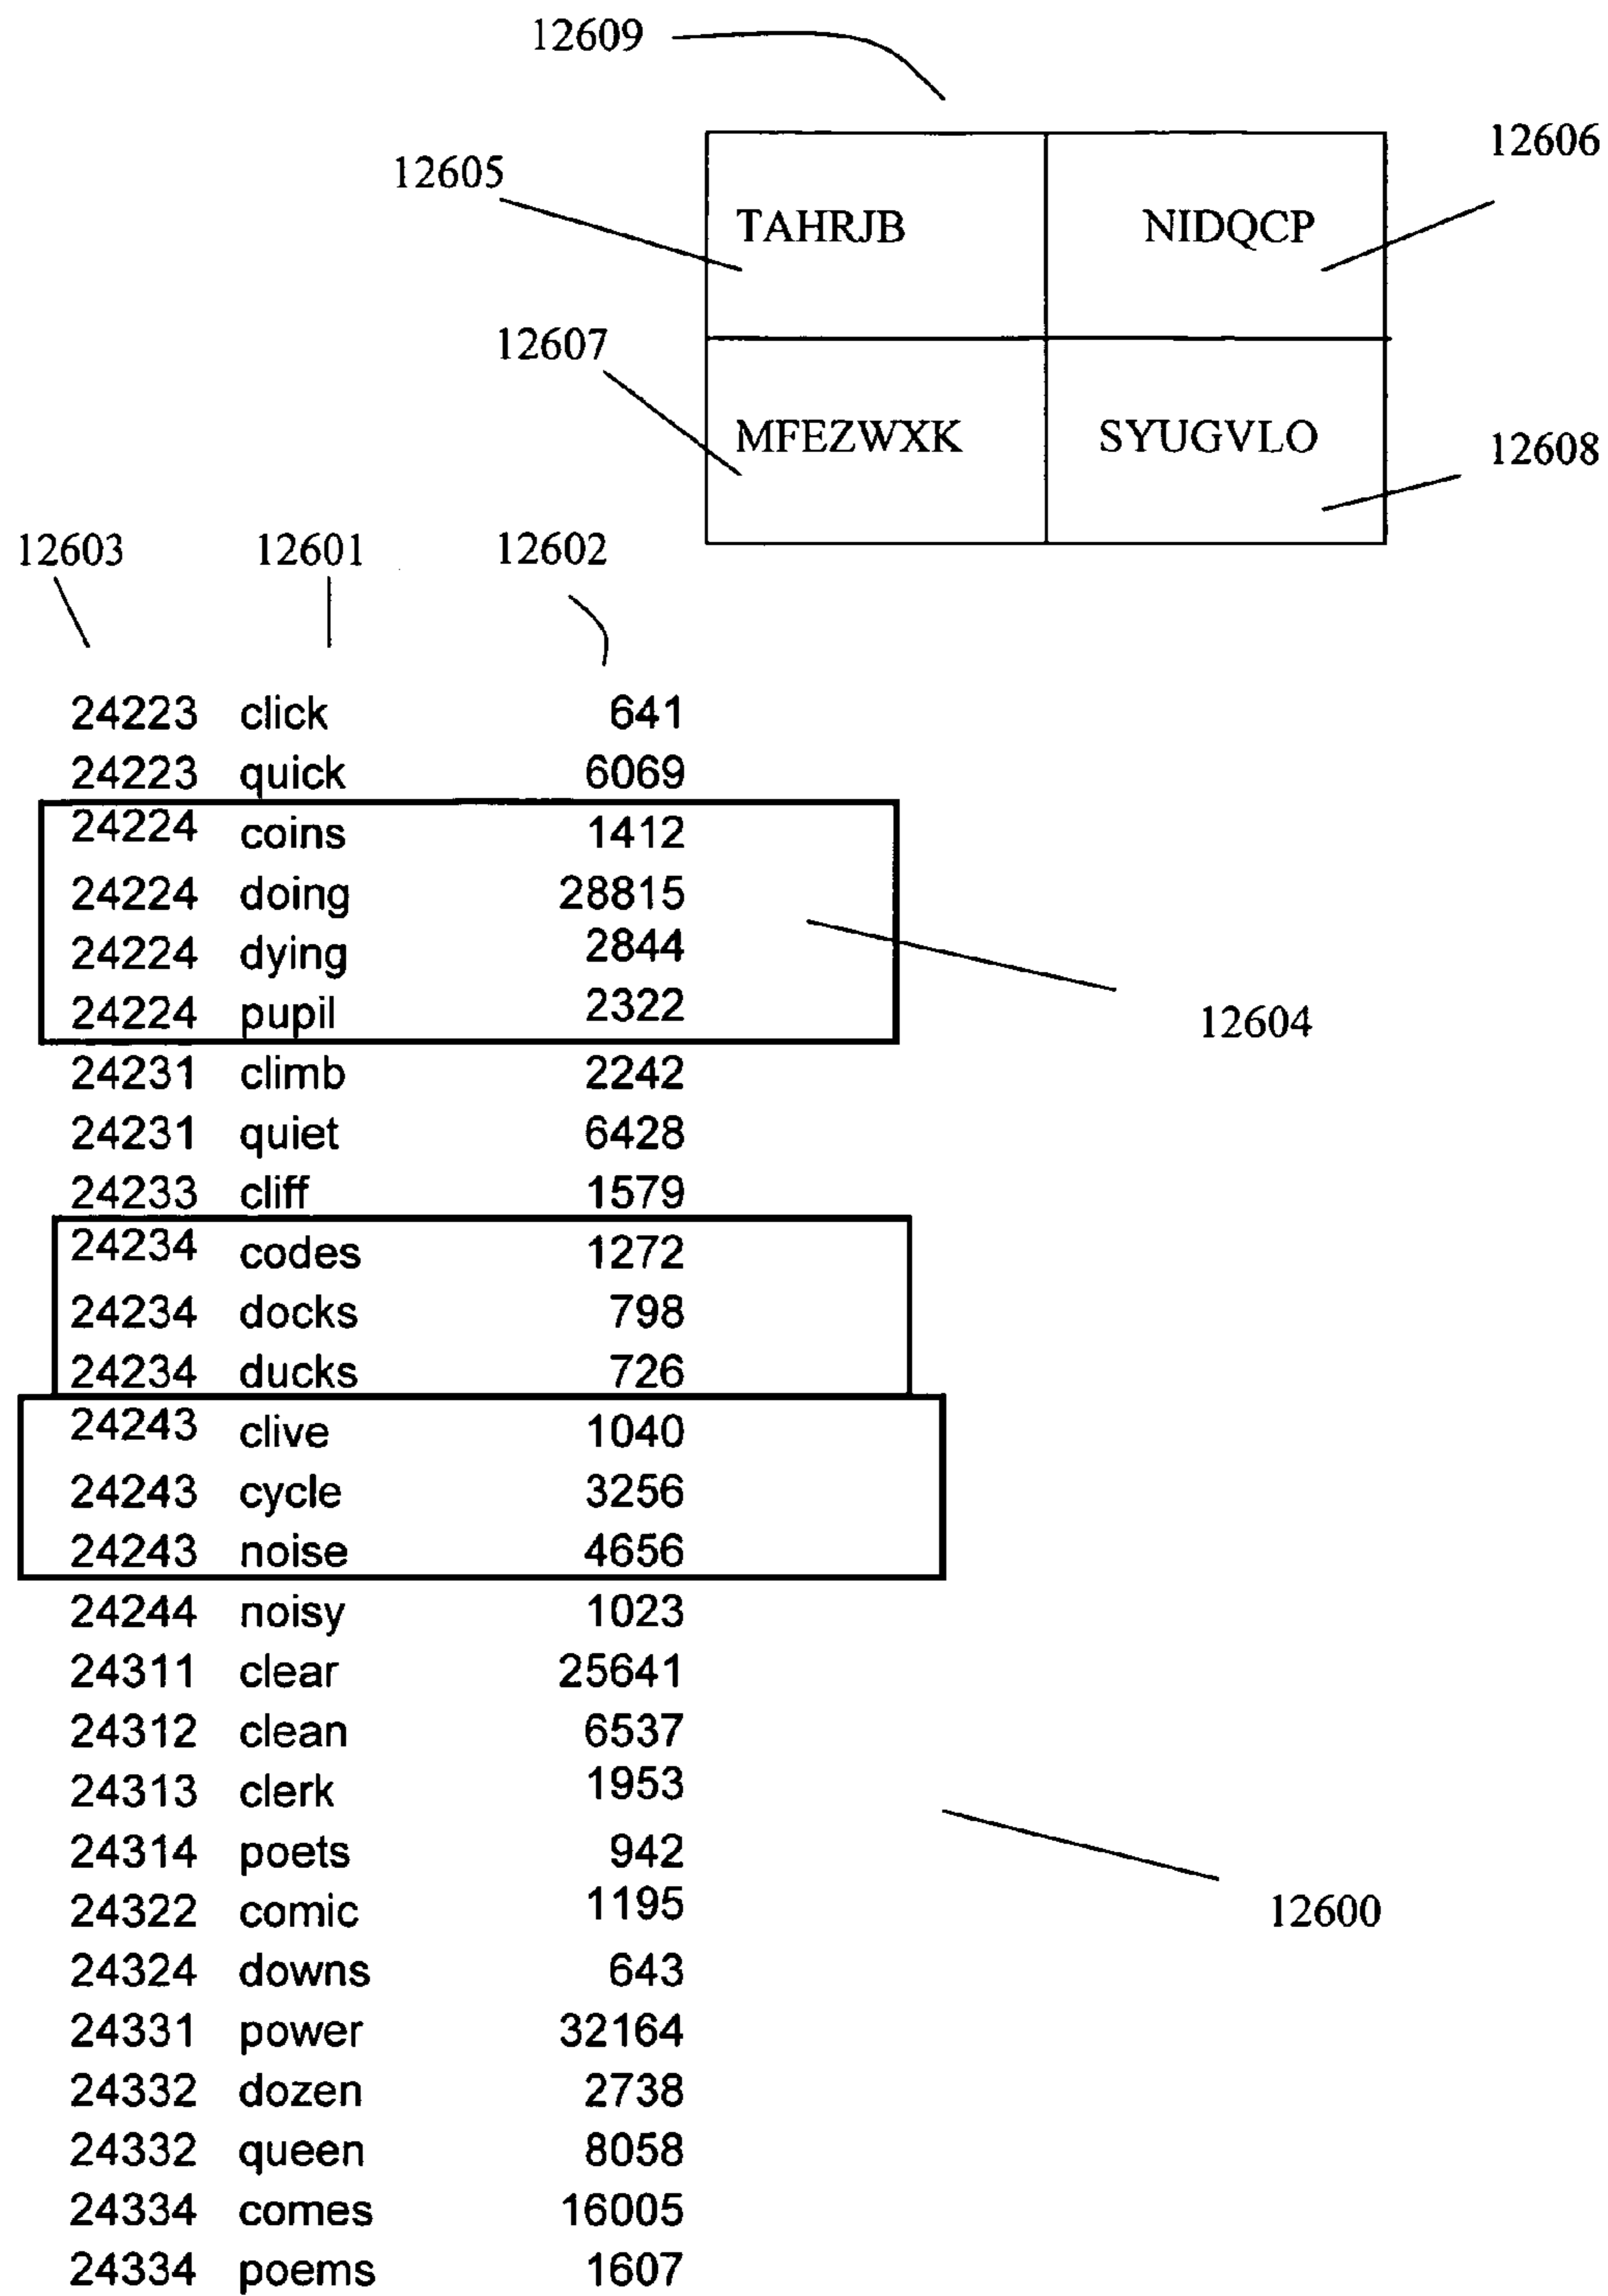 12609
12605
12606
TAHRJB NIDQCP
12607
MFEZWXK SYUGVLO
12608
12603 12601 12602
24223 click 641
24223 quick 6069
24224 coins 1412
24224 doing 28815
24224 dying 2844
24224 pupil 2322
12604
24231 climb 2242
24231 quiet 6428
24233 cliff 1579
24234 codes 1272
24234 docks 798
24234 ducks 726
24243 clive 1040
24243 cycle 3256
24243 noise 4656
24244 noisy 1023
24311 clear 25641
24312 clean 6537
24313 clerk 1953
24314 poets 942
24322 comic 1195
12600
24324 downs 643
24331 power 32164
24332 dozen 2738
24332 queen 8058
24334 comes 16005
24334 poems 1607